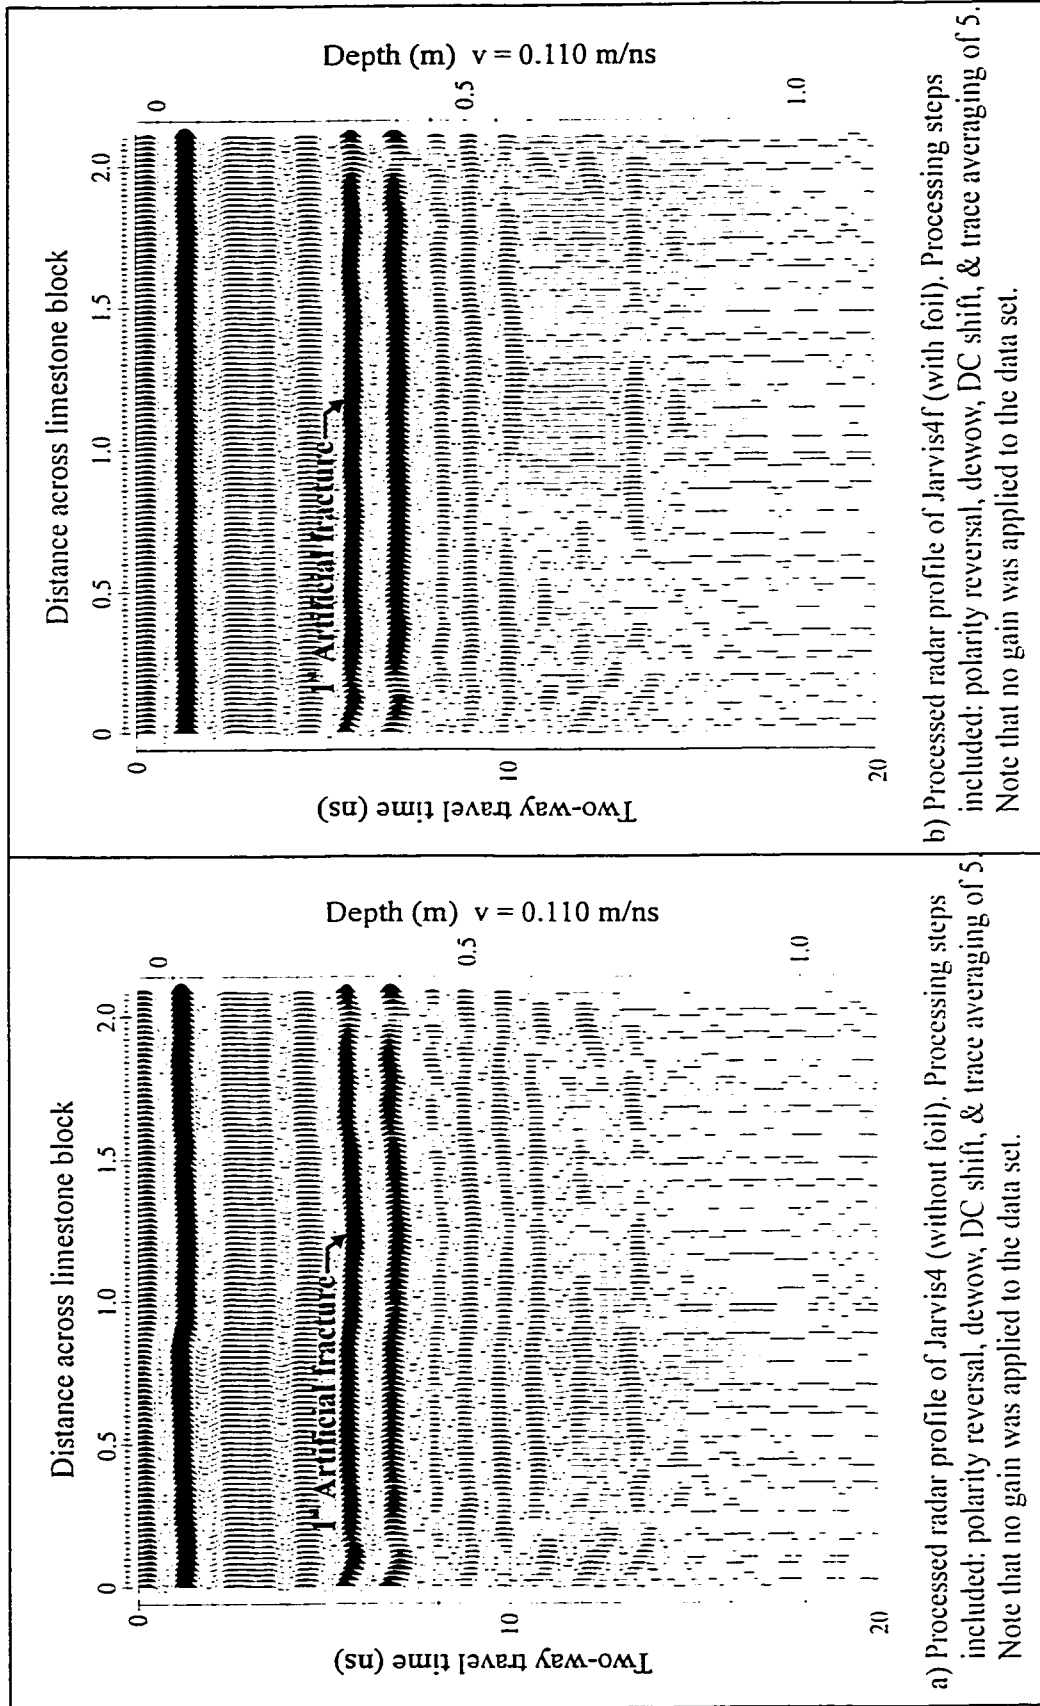 Distance across limestone block
0
0.5
1.0
1.5
2.0
0
10
20
Two-way travel time (ns)
0
0.5
1.0
Depth (m) v = 0.110 m/ns
Artificial fracture
a) Processed radar profile of Jarvis4 (without foil). Processing steps
included: polarity reversal, dewow, DC shift, & trace averaging of 5.
Note that no gain was applied to the data set.
Distance across limestone block
0
0.5
1.0
1.5
2.0
0
10
20
Two-way travel time (ns)
0
0.5
1.0
Depth (m) v = 0.110 m/ns
Artificial fracture
b) Processed radar profile of Jarvis4f (with foil). Processing steps
included: polarity reversal, dewow, DC shift, & trace averaging of 5.
Note that no gain was applied to the data set.